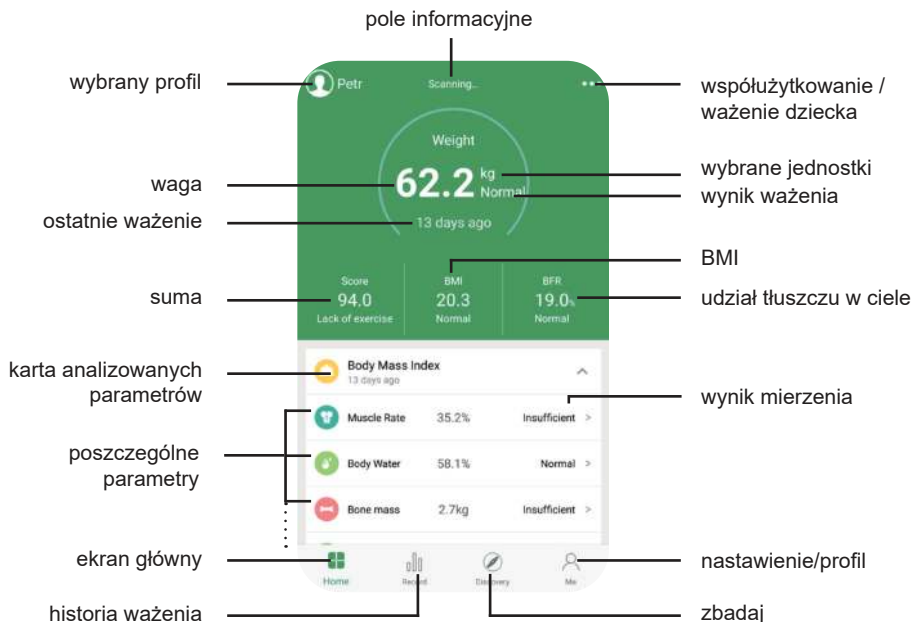 pole informacyjne
wybrany profil
Petr
Scanning...
współużytkowanie /
ważenie dziecka
Weight
waga
62.2
kg
Normal
wybrane jednostki
wynik ważenia
ostatnie ważenie
13 days ago
BMI
suma
Score
BMI
BFR
94.0
20.3
19.0%
Lack of exercise
Normal
Normal
udział tłuszczu w ciele
karta analizowanych
parametrów
Body Mass Index
13 days ago
wynik mierzenia
Muscle Rate 35.2% Insufficient >
poszczególne
parametry
Body Water 58.1% Normal >
Bone mass 2.7kg Insufficient >
ekran główny
nastawienie/profil
Home Record Discovery Me
historia ważenia
zbadaj